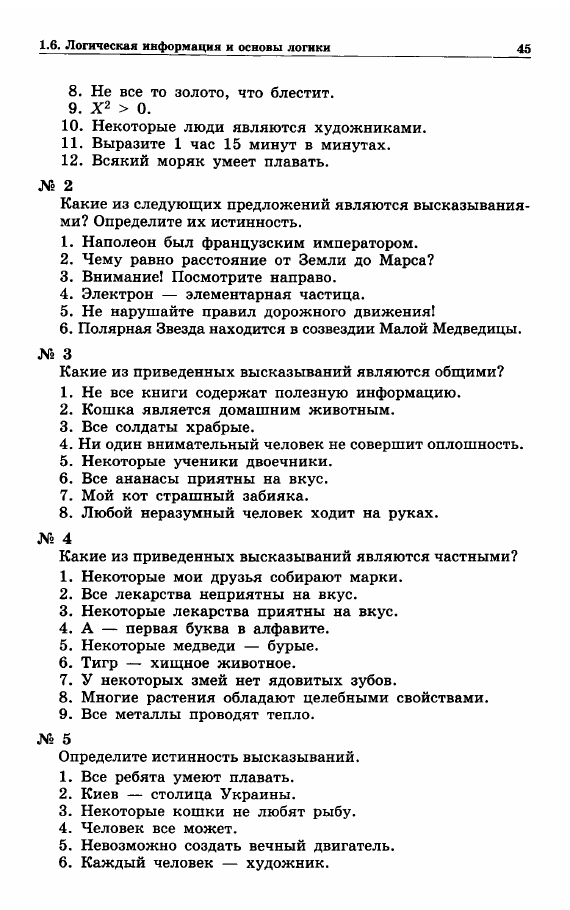 1.6. Логическая информация и основы логики 45
8. Не все то золото, что блестит.
9. X² > 0.
10. Некоторые люди являются художниками.
11. Выразите 1 час 15 минут в минутах.
12. Всякий моряк умеет плавать.
№ 2
Какие из следующих предложений являются высказывания-
ми? Определите их истинность.
1. Наполеон был французским императором.
2. Чему равно расстояние от Земли до Марса?
3. Внимание! Посмотрите направо.
4. Электрон — элементарная частица.
5. Не нарушайте правил дорожного движения!
6. Полярная Звезда находится в созвездии Малой Медведицы.
№ 3
Какие из приведенных высказываний являются общими?
1. Не все книги содержат полезную информацию.
2. Кошка является домашним животным.
3. Все солдаты храбрые.
4. Ни один внимательный человек не совершит оплошность.
5. Некоторые ученики двоечники.
6. Все ананасы приятны на вкус.
7. Мой кот страшный забияка.
8. Любой неразумный человек ходит на руках.
№ 4
Какие из приведенных высказываний являются частными?
1. Некоторые мои друзья собирают марки.
2. Все лекарства неприятны на вкус.
3. Некоторые лекарства приятны на вкус.
4. А — первая буква в алфавите.
5. Некоторые медведи — бурые.
6. Тигр — хищное животное.
7. У некоторых змей нет ядовитых зубов.
8. Многие растения обладают целебными свойствами.
9. Все металлы проводят тепло.
№ 5
Определите истинность высказываний.
1. Все ребята умеют плавать.
2. Киев — столица Украины.
3. Некоторые кошки не любят рыбу.
4. Человек все может.
5. Невозможно создать вечный двигатель.
6. Каждый человек — художник.